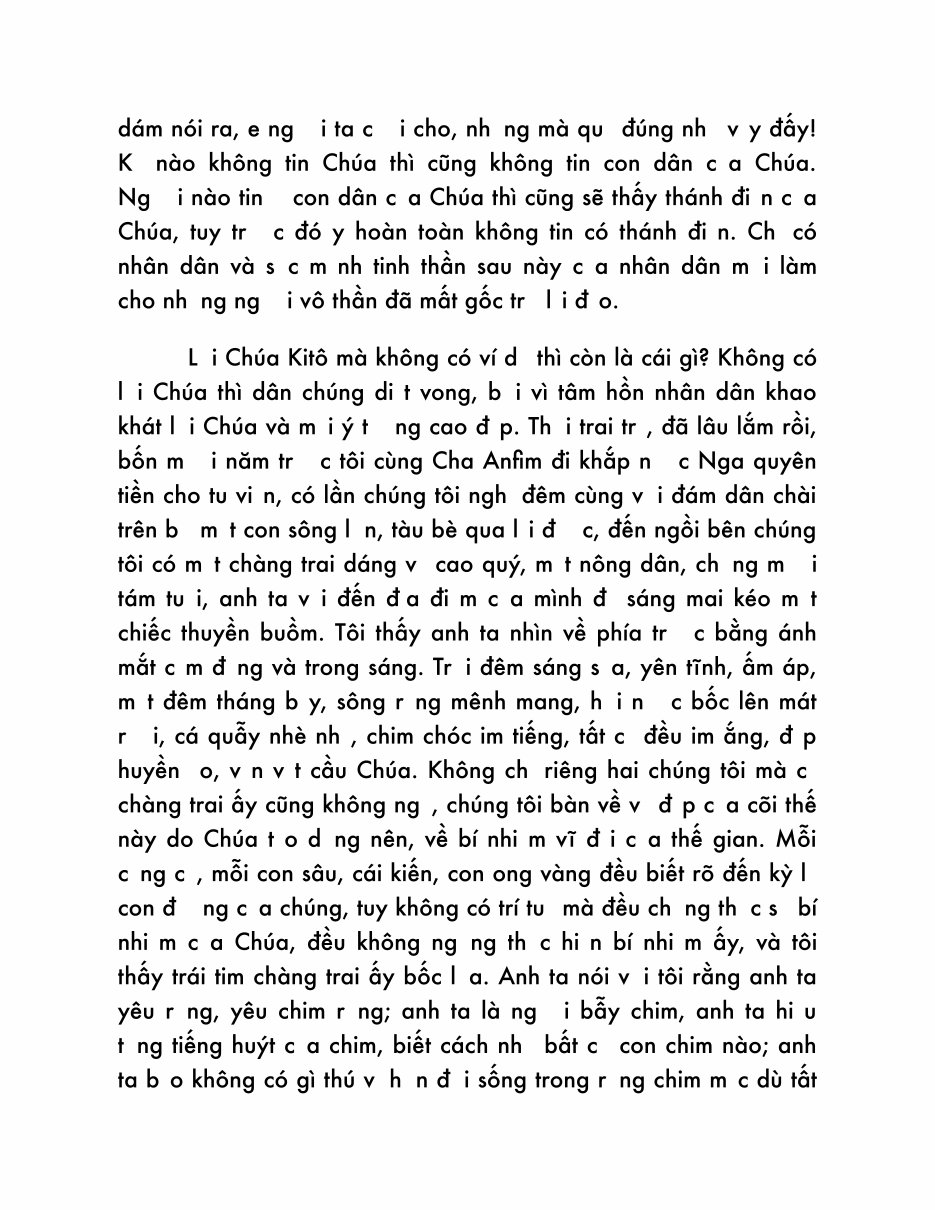 dám nói ra, e ng  i ta c  i cho, nh ng mà qu  đúng nh  v y đấy!
K  nào không tin Chúa thì cũng không tin con dân c a Chúa.
Ng  i nào tin  con dân c a Chúa thì cũng sẽ thấy thánh đi n c a
Chúa, tuy tr  c đó y hoàn toàn không tin có thánh đi n. Ch  có
nhân dân và s c m nh tinh thần sau này c a nhân dân m i làm
cho nh ng ng  i vô thần đã mất gốc tr  l i đ o.
L i Chúa Kitô mà không có ví d  thì còn là cái gì? Không có
l i Chúa thì dân chúng di t vong, b i vì tâm hồn nhân dân khao
khát l i Chúa và m i ý t  ng cao đ p. Th i trai tr , đã lâu lắm rồi,
bốn m  i năm tr  c tôi cùng Cha Anfim đi khắp n  c Nga quyên
tiền cho tu vi n, có lần chúng tôi ngh  đêm cùng v i đám dân chài
trên b  m t con sông l n, tàu bè qua l i đ  c, đến ngồi bên chúng
tôi có m t chàng trai dáng v  cao quý, m t nông dân, ch ng m  i
tám tu i, anh ta v i đến đ a đi m c a mình đ  sáng mai kéo m t
chiếc thuyền buồm. Tôi thấy anh ta nhìn về phía tr  c bằng ánh
mắt c m đ ng và trong sáng. Tr i đêm sáng s a, yên tĩnh, ấm áp,
m t đêm tháng b y, sông r ng mênh mang, h i n  c bốc lên mát
r  i, cá quẫy nhè nh , chim chóc im tiếng, tất c  đều im ắng, đ p
huyền  o, v n v t cầu Chúa. Không ch  riêng hai chúng tôi mà c
chàng trai ấy cũng không ng , chúng tôi bàn về v  đ p c a cõi thế
này do Chúa t o d ng nên, về bí nhi m vĩ đ i c a thế gian. Mỗi
c ng c , mỗi con sâu, cái kiến, con ong vàng đều biết rõ đến kỳ l
con đ  ng c a chúng, tuy không có trí tu  mà đều ch ng th c s  bí
nhi m c a Chúa, đều không ng ng th c hi n bí nhi m ấy, và tôi
thấy trái tim chàng trai ấy bốc l a. Anh ta nói v i tôi rằng anh ta
yêu r ng, yêu chim r ng; anh ta là ng  i bẫy chim, anh ta hi u
t ng tiếng huýt c a chim, biết cách nh  bất c  con chim nào; anh
ta b o không có gì thú v  h n đ i sống trong r ng chim m c dù tất